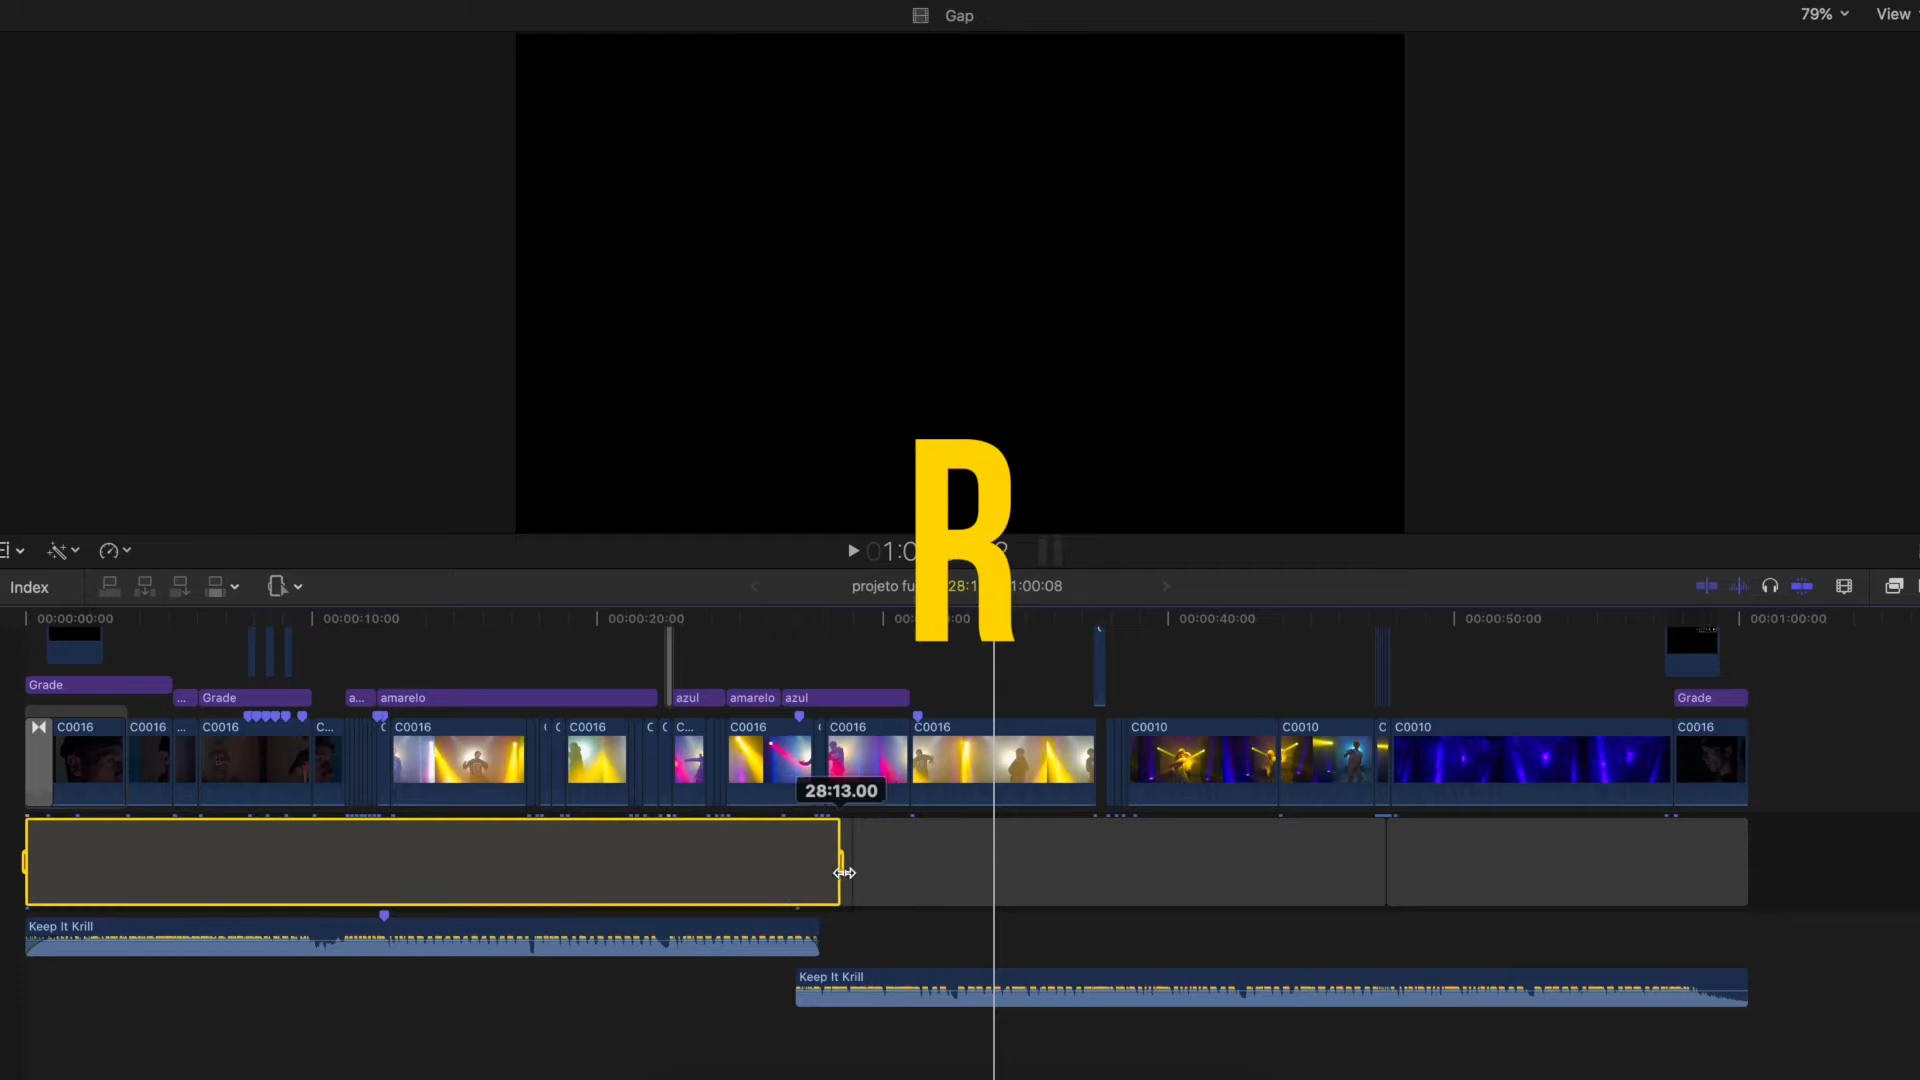 Gap
79%
View
R
01:0
Index
projeto fu
28:1
1:00:08
00:00:00:00
00:00:10:00
00:00:20:00
00:00:40:00
00:00:50:00
00:01:00:00
Grade
...
Grade
a...
amarelo
azul
amarelo
azul
Grade
C0016
C0016
...
C0016
C...
C
C0016
C
C0016
C
C
C...
C0016
C0016
C0016
C0010
C0010
C
C0010
C0016
28:13.00
Keep It Krill
Keep It Krill